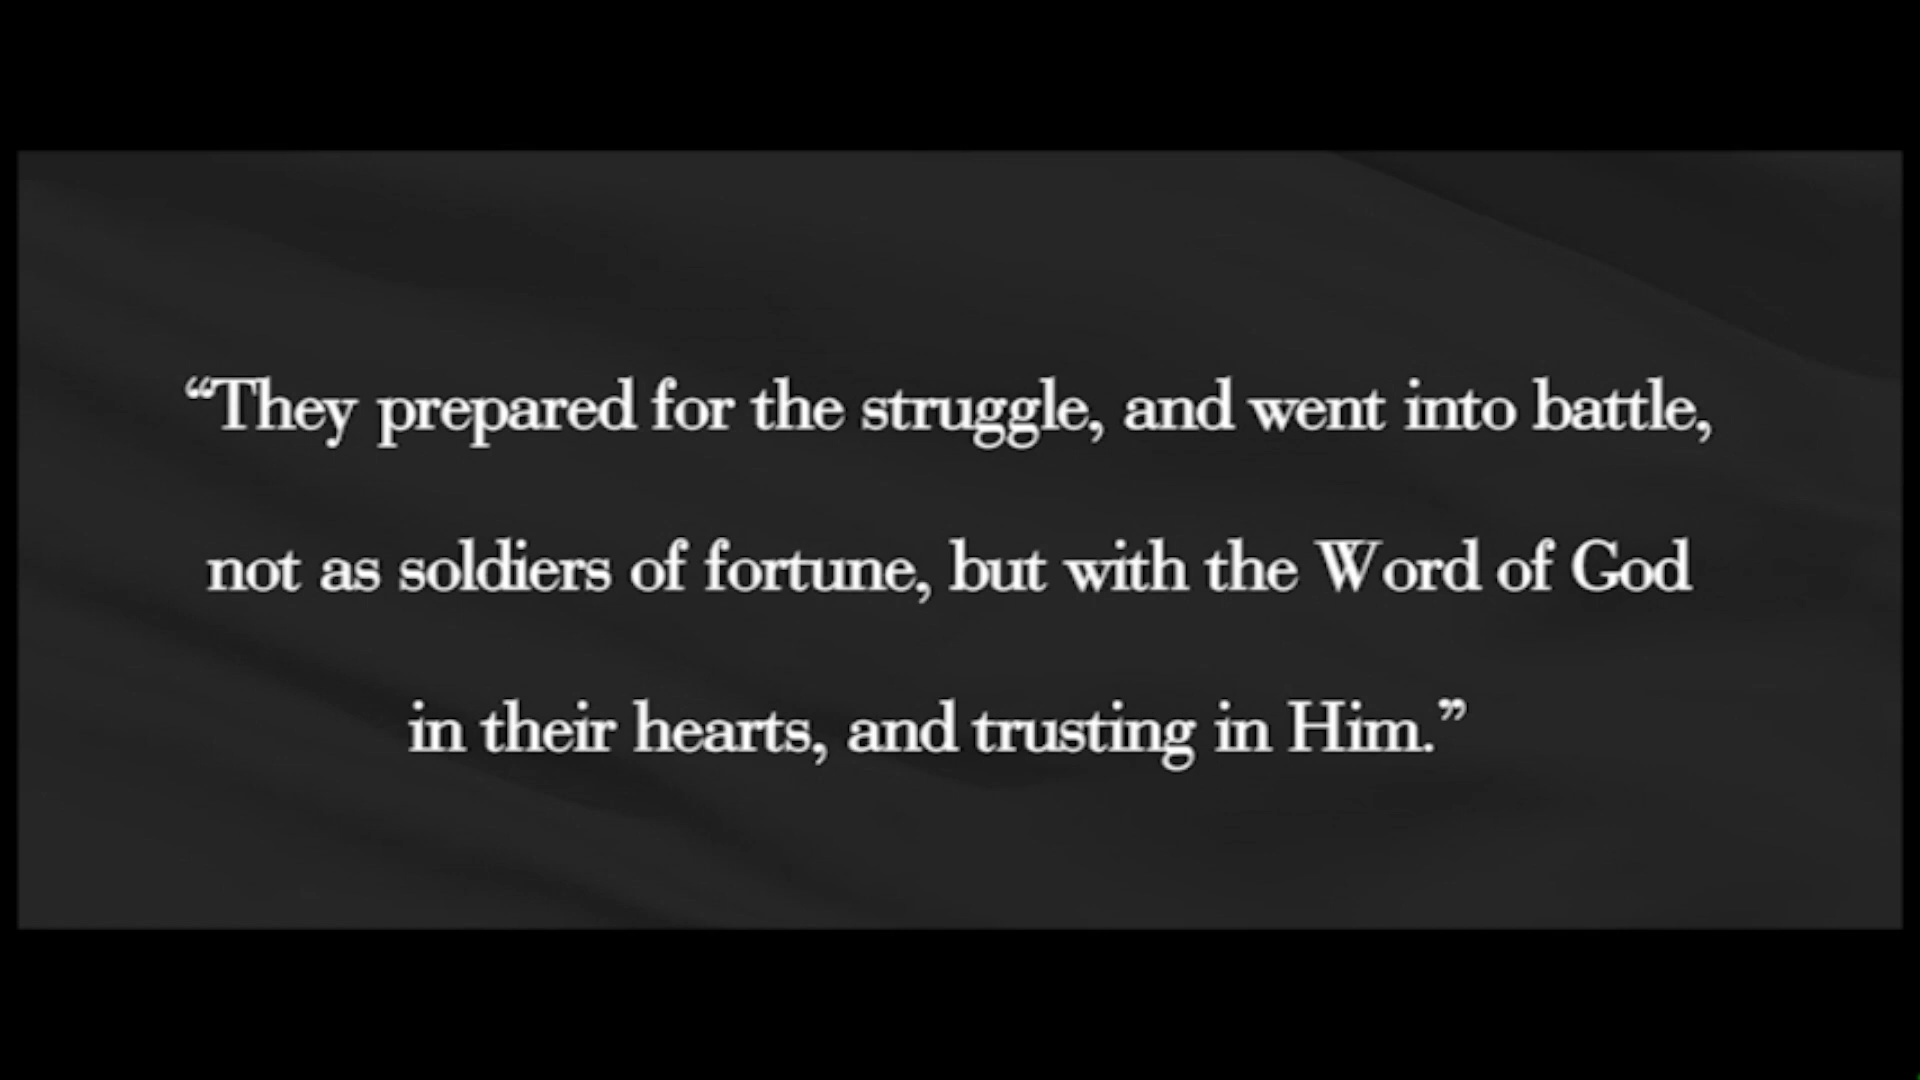 “They prepared for the struggle, and went into battle,
not as soldiers of fortune, but with the Word of God
in their hearts, and trusting in Him.”